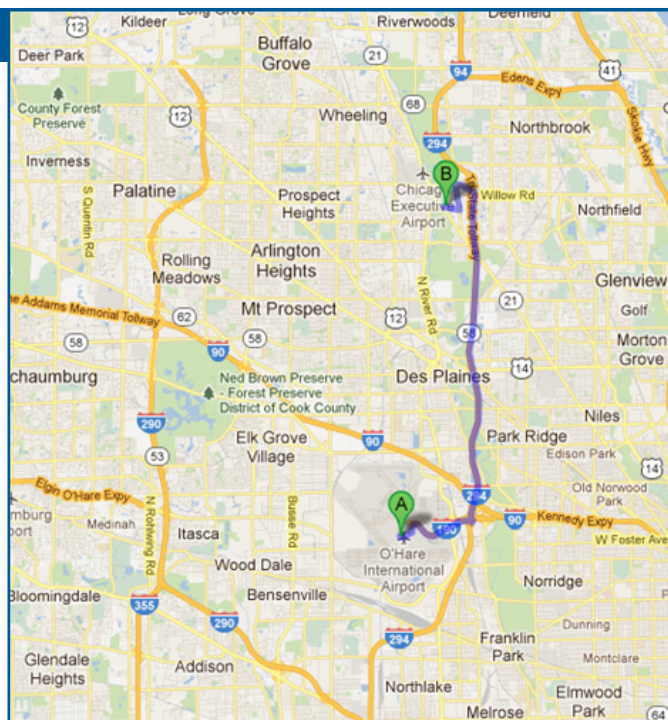 Kildeer
Riverwoods
12
Deer Park
Buffalo
Grove
21
94
Edens Expy
41
Skokie Hwy
County Forest
Preserve
12
Wheeling
68
294
Northbrook
Inverness
S Quentin Rd
Palatine
Prospect
Heights
B
Executive
Airport
Willow Rd
Tri-State Tollway
Northfield
Rolling
Meadows
Arlington
Heights
N River Rd
Glenview
Addams Memorial Tollway
62
Mt Prospect
12
21
Golf
58
58
58
Morton
Grove
90
14
Ned Brown Preserve
- Forest Preserve
District of Cook County
Des Plaines
290
Niles
53
Elk Grove
Village
90
Park Ridge
Edison Park
14
Elgin O'Hare Expy
294
Old Norwood
Park
A
N Rohlwing Rd
Busse Rd
90
Kennedy Expy
Medinah
Itasca
W Foster Ave
O'Hare
International
Airport
Wood Dale
Norridge
Bloomingdale
Bensenville
355
290
Dunning
294
Franklin
Park
Montclare
Glendale
Heights
Addison
Northlake
Elmwood
Park
Melrose
64